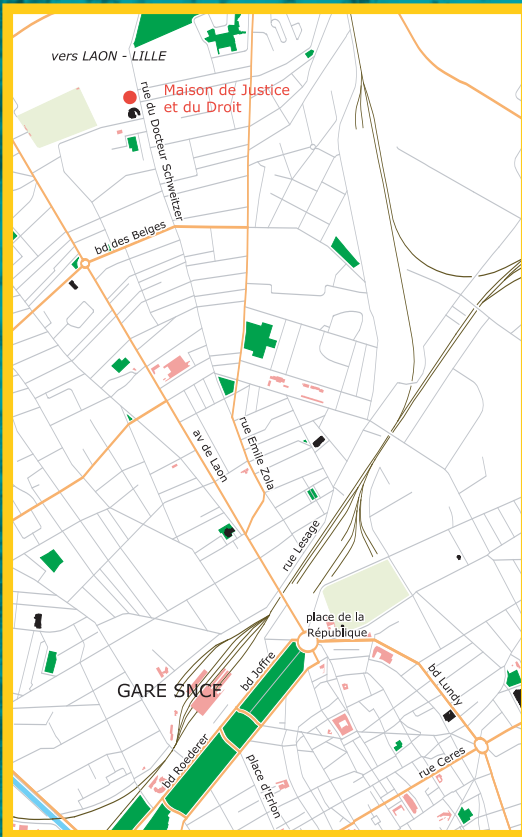 vers LAON - LILLE
Maison de Justice
et du Droit
rue du Docteur Schweitzer
bd des Belges
av de Laon
rue Emile Zola
rue Lesage
place de la
République
bd Joffre
bd Lundy
GARE SNCF
bd Roederer
place d'Erlon
rue Ceres